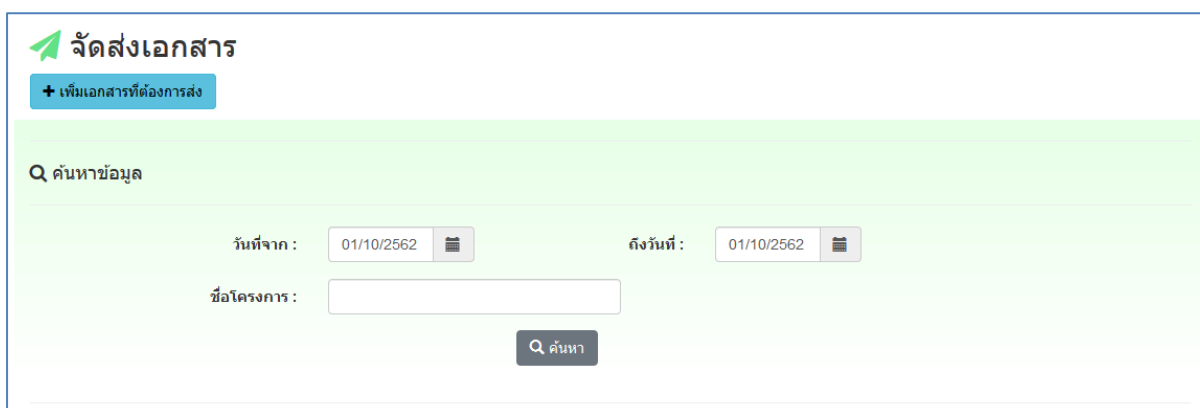 จัดส่งเอกสาร
+ เพิ่มเอกสารที่ต้องการส่ง
ค้นหาข้อมูล
วันที่จาก : 01/10/2562 ถึงวันที่ : 01/10/2562
ชื่อโครงการ :
ค้นหา